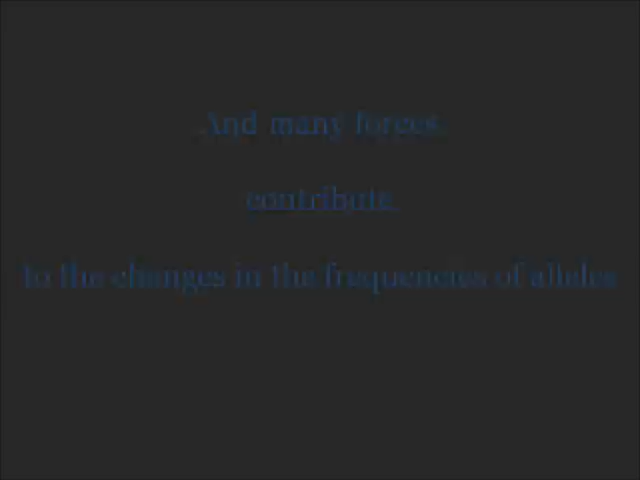 And many forces
contribute
to the changes in the frequencies of alleles